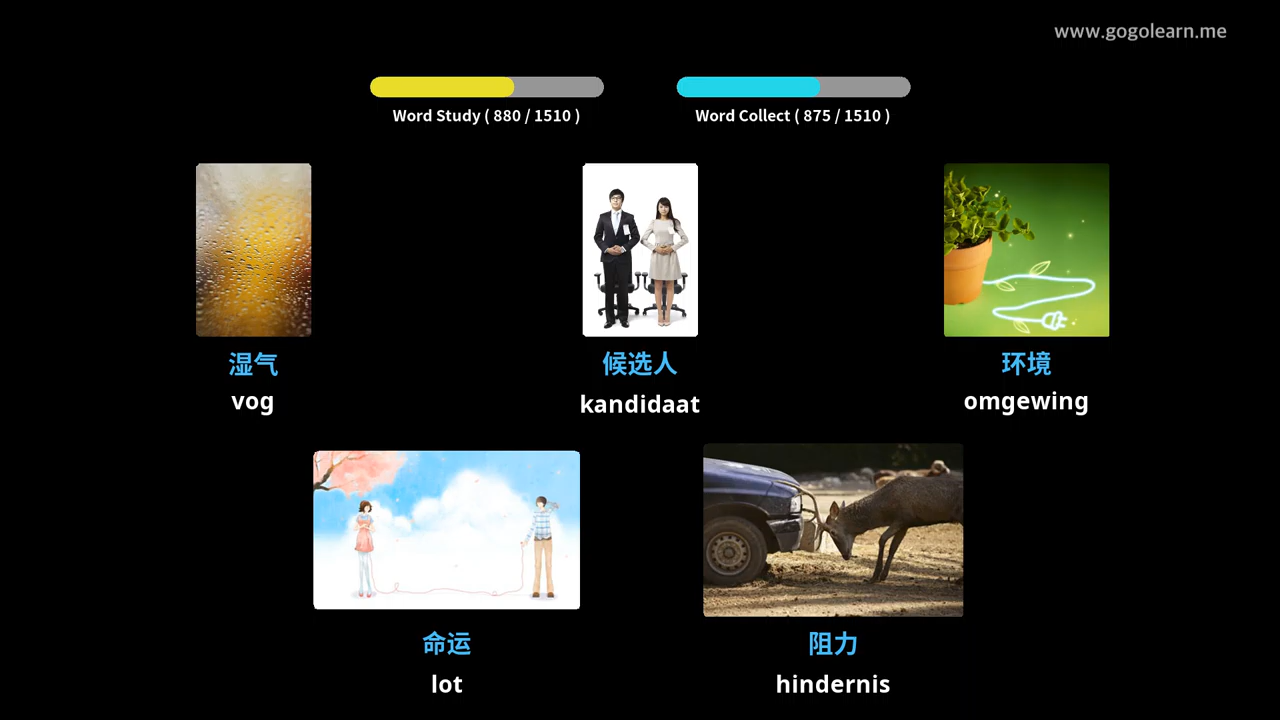 www.gogolearn.me
Word Study ( 880 / 1510 )
Word Collect ( 875 / 1510 )
湿气
vog
候选人
kandidaat
环境
omgewing
命运
lot
阻力
hindernis